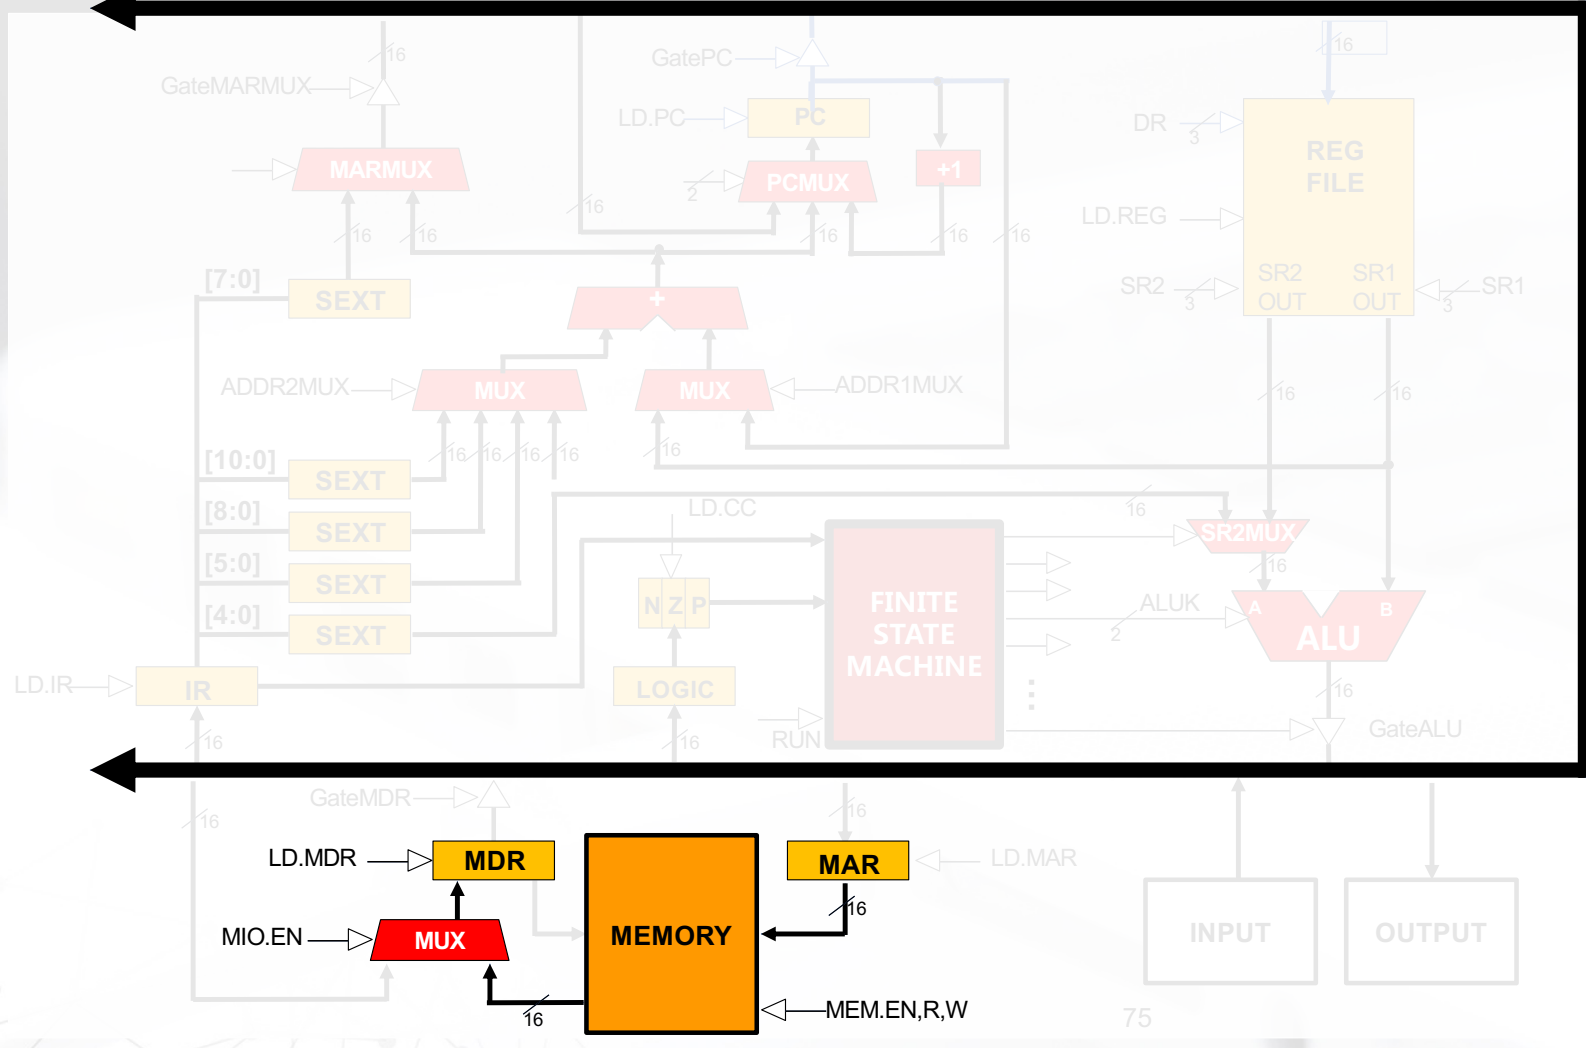 16
GatePC
16
GateMARMUX
LD.PC
PC
DR
3
REG
FILE
MARMUX
2
PCMUX
+1
16
LD.REG
16
16
16
16
16
[7:0]
SEXT
+
SR2
3
SR2
OUT
SR1
OUT
3
SR1
ADDR2MUX
MUX
MUX
ADDR1MUX
16
16
[10:0]
SEXT
16
16
16
16
16
[8:0]
SEXT
LD.CC
16
SR2MUX
[5:0]
SEXT
16
N Z P
FINITE
STATE
MACHINE
ALUK
2
A
B
ALU
[4:0]
SEXT
LD.IR
IR
LOGIC
16
16
16
RUN
GateALU
GateMDR
16
16
LD.MDR
MDR
MAR
LD.MAR
16
MIO.EN
MUX
MEMORY
INPUT
OUTPUT
16
MEM.EN,R,W
75